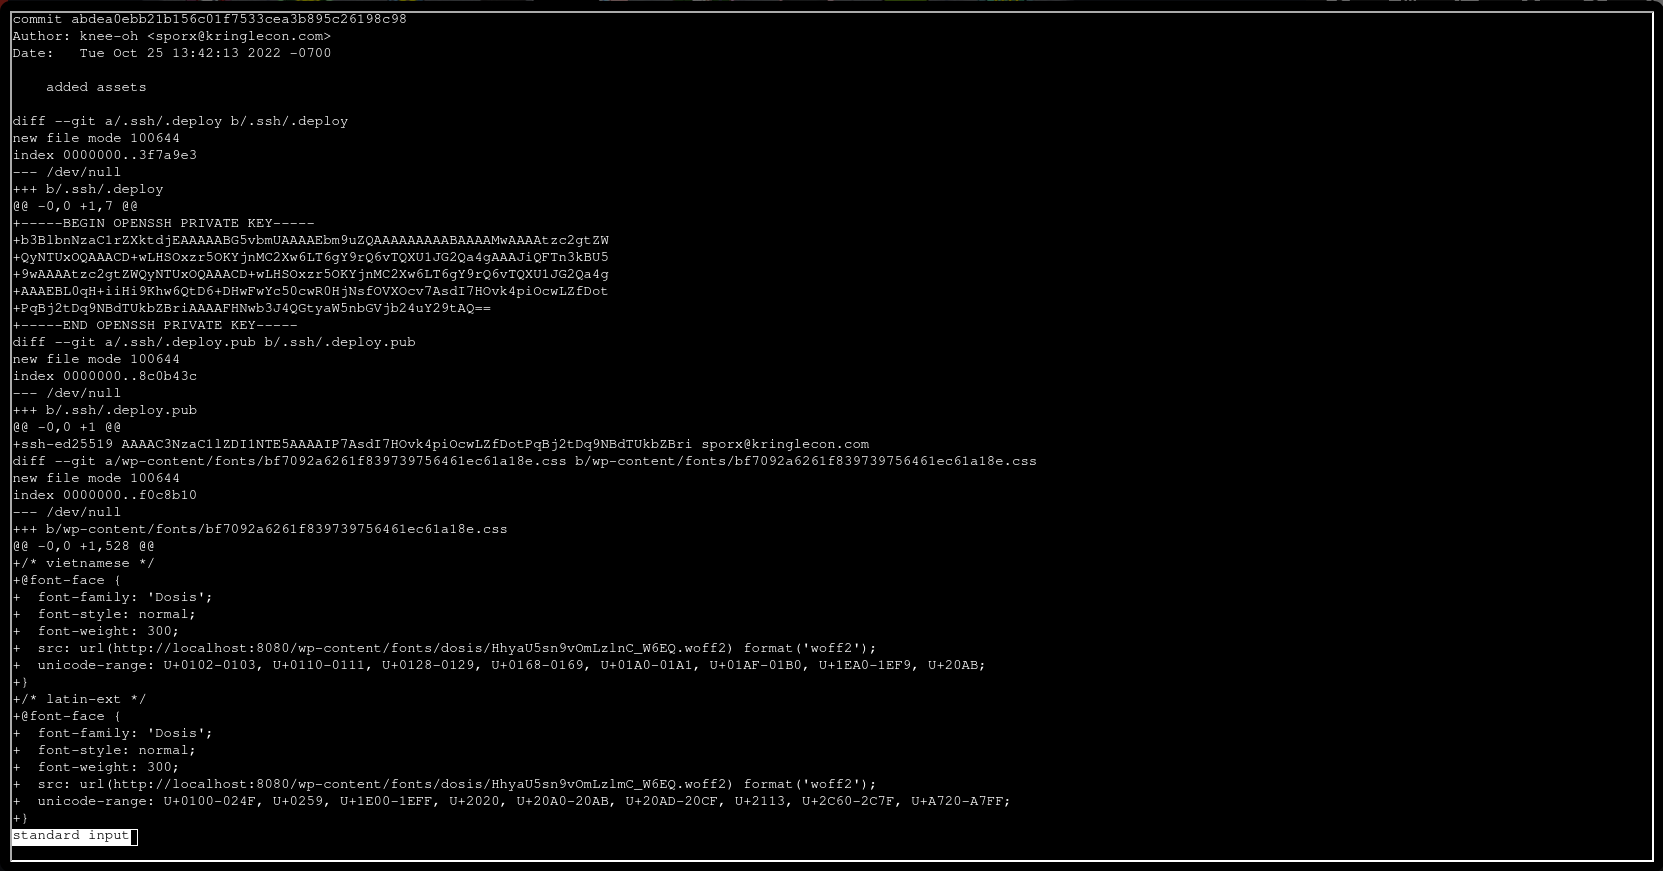 commit abdea0ebb21b156c01f7533cea3b895c26198c98
Author: knee-oh <sporx@kringlecon.com>
Date:   Tue Oct 25 13:42:13 2022 -0700

    added assets

diff --git a/.ssh/.deploy b/.ssh/.deploy
new file mode 100644
index 0000000..3f7a9e3
--- /dev/null
+++ b/.ssh/.deploy
@@ -0,0 +1,7 @@
+-----BEGIN OPENSSH PRIVATE KEY-----
+b3BlbnNzaC1rZXktdjEAAAAABG5vbmUAAAAEbm9uZQAAAAAAAAABAAAAMwAAAAtzc2gtZW
+QyNTUxOQAAACD+wLHSOxzr5OKYjnMC2Xw6LT6gY9rQ6vTQXU1JG2Qa4gAAAJiQFTn3kBU5
+9wAAAAtzc2gtZWQyNTUxOQAAACD+wLHSOxzr5OKYjnMC2Xw6LT6gY9rQ6vTQXU1JG2Qa4g
+AAAEBL0qH+iiHi9Khw6QtD6+DHwFwYc50cwR0HjNsfOVXOcv7AsdI7HOvk4piOcwLZfDot
+PqBj2tDq9NBdTUkbZBriAAAAFHNwb3J4QGtyaW5nbGVjb24uY29tAQ==
+-----END OPENSSH PRIVATE KEY-----
diff --git a/.ssh/.deploy.pub b/.ssh/.deploy.pub
new file mode 100644
index 0000000..8c0b43c
--- /dev/null
+++ b/.ssh/.deploy.pub
@@ -0,0 +1 @@
+ssh-ed25519 AAAAC3NzaC1lZDI1NTE5AAAAIP7AsdI7HOvk4piOcwLZfDotPqBj2tDq9NBdTUkbZBri sporx@kringlecon.com
diff --git a/wp-content/fonts/bf7092a6261f839739756461ec61a18e.css b/wp-content/fonts/bf7092a6261f839739756461ec61a18e.css
new file mode 100644
index 0000000..f0c8b10
--- /dev/null
+++ b/wp-content/fonts/bf7092a6261f839739756461ec61a18e.css
@@ -0,0 +1,528 @@
+/* vietnamese */
+@font-face {
+  font-family: 'Dosis';
+  font-style: normal;
+  font-weight: 300;
+  src: url(http://localhost:8080/wp-content/fonts/dosis/HhyaU5sn9vOmLzlnC_W6EQ.woff2) format('woff2');
+  unicode-range: U+0102-0103, U+0110-0111, U+0128-0129, U+0168-0169, U+01A0-01A1, U+01AF-01B0, U+1EA0-1EF9, U+20AB;
+}
+/* latin-ext */
+@font-face {
+  font-family: 'Dosis';
+  font-style: normal;
+  font-weight: 300;
+  src: url(http://localhost:8080/wp-content/fonts/dosis/HhyaU5sn9vOmLzlmC_W6EQ.woff2) format('woff2');
+  unicode-range: U+0100-024F, U+0259, U+1E00-1EFF, U+2020, U+20A0-20AB, U+20AD-20CF, U+2113, U+2C60-2C7F, U+A720-A7FF;
+}
standard input